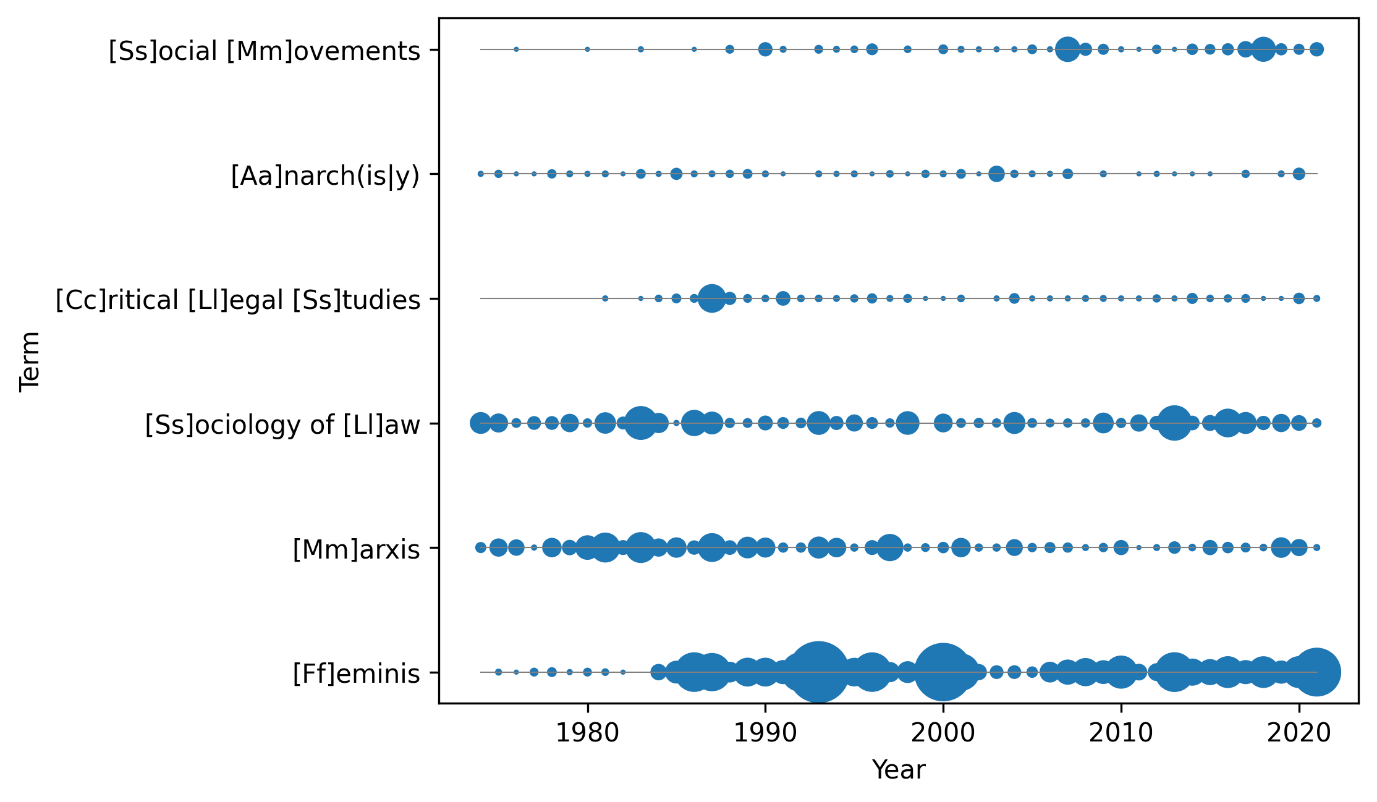 [Ss]ocial [Mm]ovements
[Aa]narch(is|y)
[Cc]ritical [Ll]egal [Ss]tudies
[Ss]ociology of [Ll]aw
[Mm]arxis
[Ff]eminis
Term
1980 1990 2000 2010 2020
Year